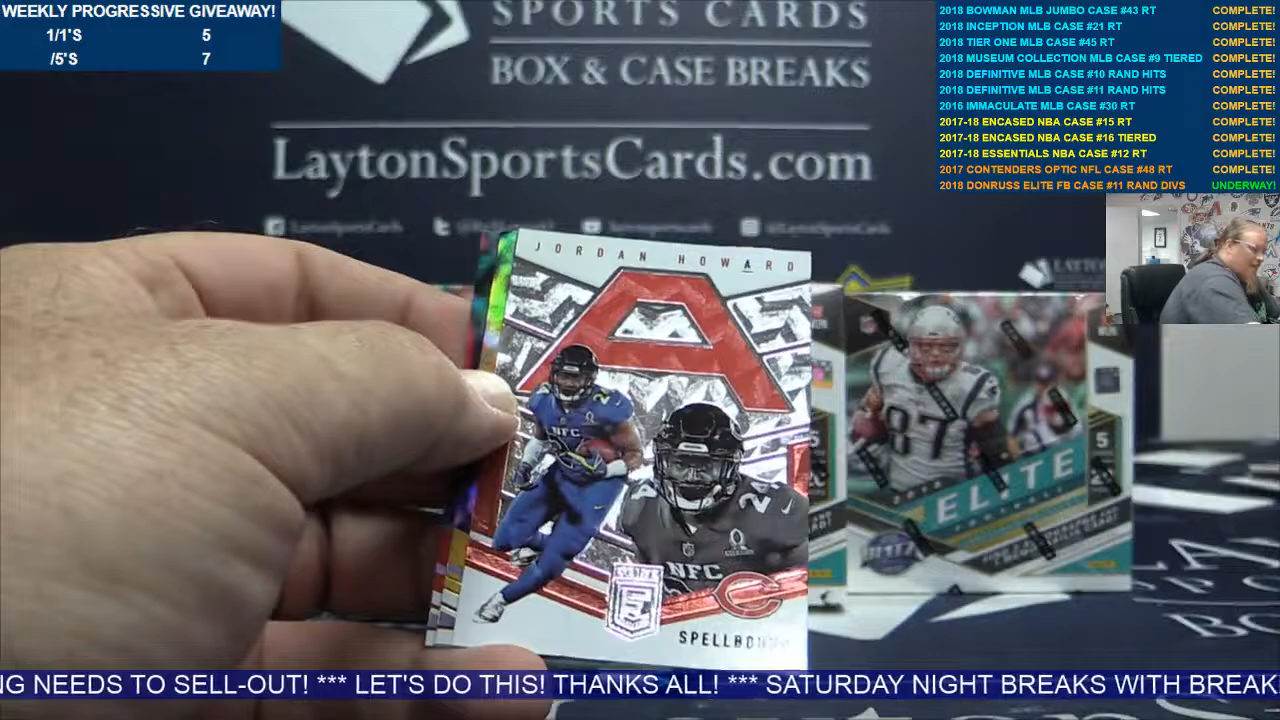 WEEKLY PROGRESSIVE GIVEAWAY!
1/1'S 5
/5'S 7
SPORTS CARDS
BOX & CASE BREAKS
LaytonSportsCards.com
2018 BOWMAN MLB JUMBO CASE #43 RT COMPLETE!
2018 INCEPTION MLB CASE #21 RT COMPLETE!
2018 TIER ONE MLB CASE #45 RT COMPLETE!
2018 MUSEUM COLLECTION MLB CASE #9 TIERED COMPLETE!
2018 DEFINITIVE MLB CASE #10 RAND HITS COMPLETE!
2018 DEFINITIVE MLB CASE #11 RAND HITS COMPLETE!
2016 IMMACULATE MLB CASE #30 RT COMPLETE!
2017-18 ENCASED NBA CASE #15 RT COMPLETE!
2017-18 ENCASED NBA CASE #16 TIERED COMPLETE!
2017-18 ESSENTIALS NBA CASE #12 RT COMPLETE!
2017 CONTENDERS OPTIC NFL CASE #48 RT COMPLETE!
2018 DONRUSS ELITE FB CASE #11 RAND DIVS UNDERWAY!
JORDAN HOWARD
A
NFC
24
NFC
E
C
87
ELITE
5
NG NEEDS TO SELL-OUT! *** LET'S DO THIS! THANKS ALL! *** SATURDAY NIGHT BREAKS WITH BREAK